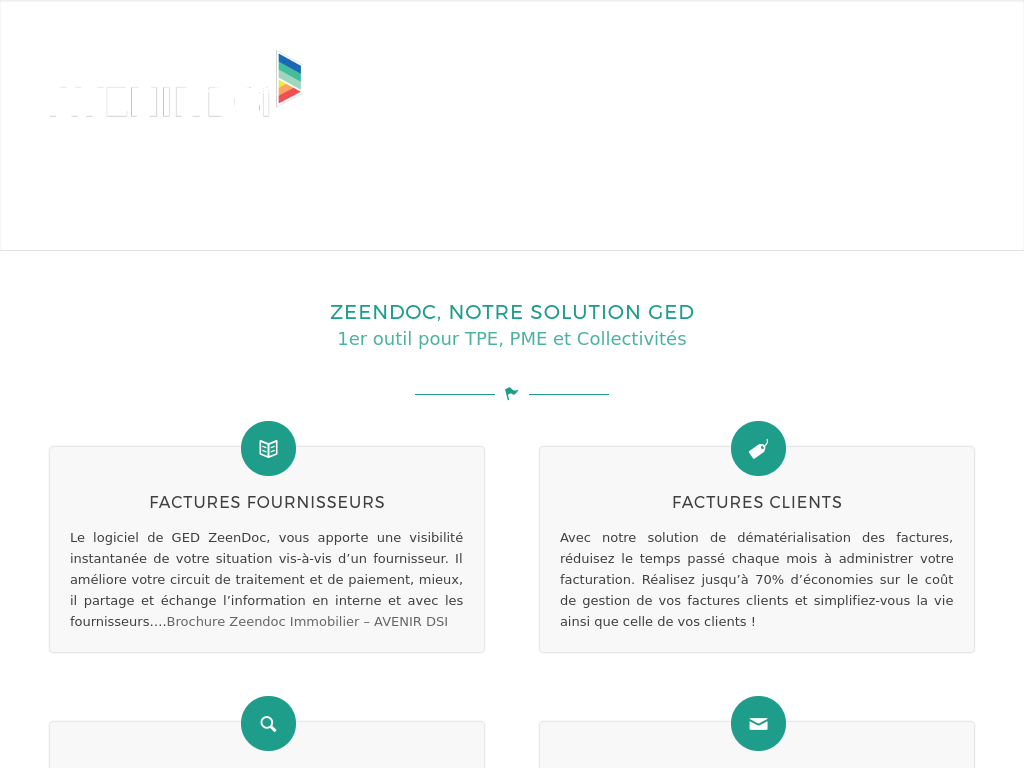 ZEENDOC, NOTRE SOLUTION GED
1er outil pour TPE, PME et Collectivités
FACTURES FOURNISSEURS
Le logiciel de GED ZeenDoc, vous apporte une visibilité
instantanée de votre situation vis-à-vis d’un fournisseur. Il
améliore votre circuit de traitement et de paiement, mieux,
il partage et échange l’information en interne et avec les
fournisseurs….Brochure Zeendoc Immobilier – AVENIR DSI
FACTURES CLIENTS
Avec notre solution de dématérialisation des factures,
réduisez le temps passé chaque mois à administrer votre
facturation. Réalisez jusqu’à 70% d’économies sur le coût
de gestion de vos factures clients et simplifiez-vous la vie
ainsi que celle de vos clients !